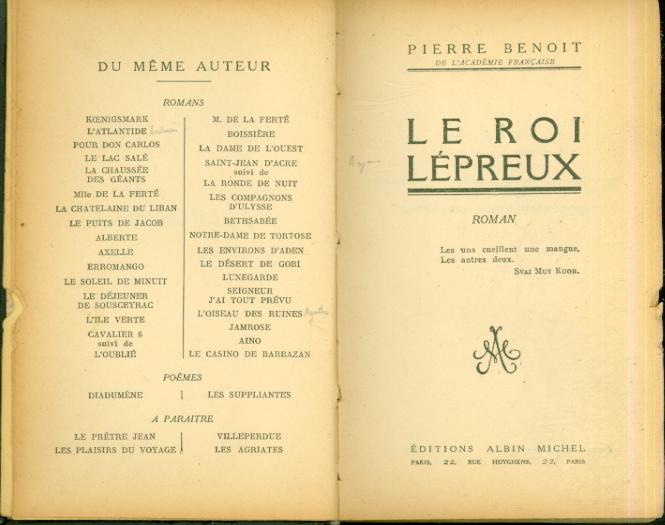 DU MÊME AUTEUR
ROMANS
KŒNIGSMARK
L'ATLANTIDE
POUR DON CARLOS
LE LAC SALÉ
LA CHAUSSÉE
DES GÉANTS
Mlle DE LA FERTÉ
LA CHATELAINE DU LIBAN
LE PUITS DE JACOB
ALBERTE
AXELLE
ERROMANGO
LE SOLEIL DE MINUIT
LE DÉJEUNER
DE SOUSCEYRAC
L'ILE VERTE
CAVALIER 6
suivi de
L'OUBLIÉ
M. DE LA FERTÉ
BOISSIÈRE
LA DAME DE L'OUEST
SAINT-JEAN D'ACRE
suivi de
LA RONDE DE NUIT
LES COMPAGNONS
D'ULYSSE
BETHSABÉE
NOTRE-DAME DE TORTOSE
LES ENVIRONS D'ADEN
LE DÉSERT DE GOBI
LUNEGARDE
SEIGNEUR
J'AI TOUT PRÉVU
L'OISEAU DES RUINES Agathe
JAMROSE
AINO
LE CASINO DE BARBAZAN
POÈMES
DIADUMÈNE
LES SUPPLIANTES
A PARAITRE
LE PRÊTRE JEAN
LES PLAISIRS DU VOYAGE
VILLEPERDUE
LES AGRIATES
PIERRE BENOIT
DE L'ACADÉMIE FRANÇAISE
LE ROI
LÉPREUX
ROMAN
Les uns cueillent une mangue,
Les autres deux.
SVAI MUY KUOR.
AM
ÉDITIONS ALBIN MICHEL
PARIS, 22, RUE HUYGHENS, 22, PARIS